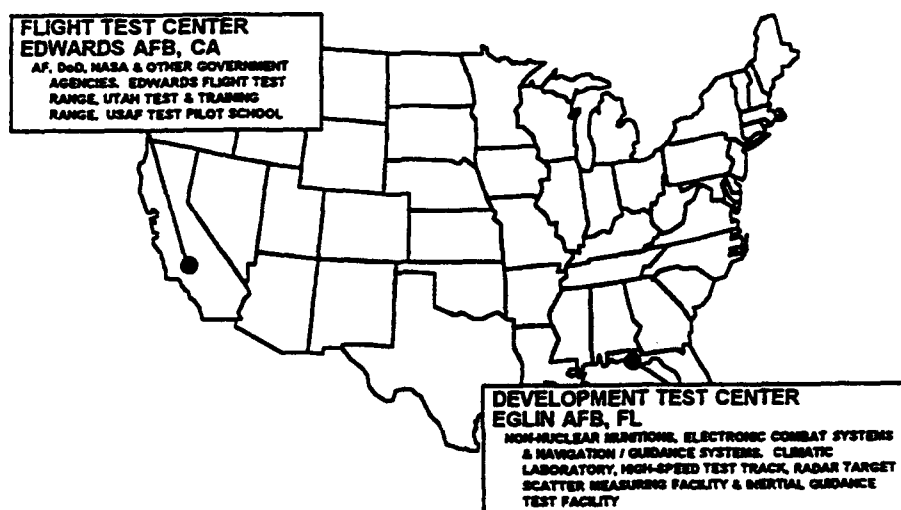 FLIGHT TEST CENTER
EDWARDS AFB, CA
AF, DoD, NASA & OTHER GOVERNMENT
AGENCIES. EDWARDS FLIGHT TEST
RANGE, UTAH TEST & TRAINING
RANGE, USAF TEST PILOT SCHOOL
DEVELOPMENT TEST CENTER
EGLIN AFB, FL
NON-NUCLEAR MUNITIONS, ELECTRONIC COMBAT SYSTEMS
& NAVIGATION / GUIDANCE SYSTEMS. CLIMATIC
LABORATORY, HIGH-SPEED TEST TRACK, RADAR TARGET
SCATTER MEASURING FACILITY & INERTIAL GUIDANCE
TEST FACILITY